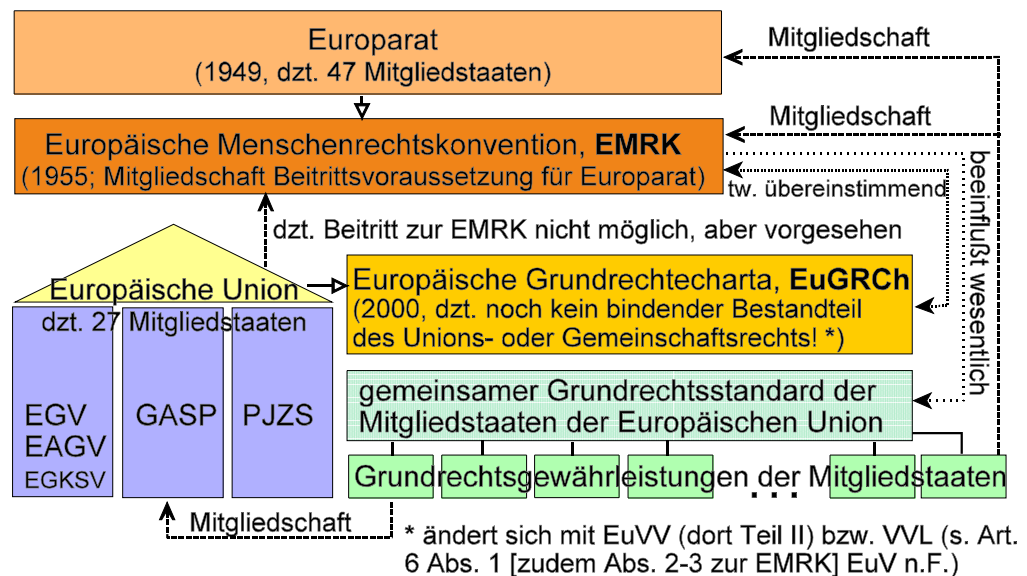 Europarat
(1949, dzt. 47 Mitgliedstaaten)
Mitgliedschaft
Europäische Menschenrechtskonvention, EMRK
(1955; Mitgliedschaft Beitrittsvoraussetzung für Europarat)
Mitgliedschaft
tw. übereinstimmend
beeinflußt wesentlich
dzt. Beitritt zur EMRK nicht möglich, aber vorgesehen
Europäische Union
dzt. 27 Mitgliedstaaten
Europäische Grundrechtecharta, EuGRCh
(2000, dzt. noch kein bindender Bestandteil
des Unions- oder Gemeinschaftsrechts! *)
EGV
EAGV
EGKSV
GASP
PJZS
gemeinsamer Grundrechtsstandard der
Mitgliedstaaten der Europäischen Union
Grundrechtsgewährleistungen der Mitgliedstaaten
. . .
Mitgliedschaft
* ändert sich mit EuVV (dort Teil II) bzw. VVL (s. Art.
6 Abs. 1 [zudem Abs. 2-3 zur EMRK] EuV n.F.)